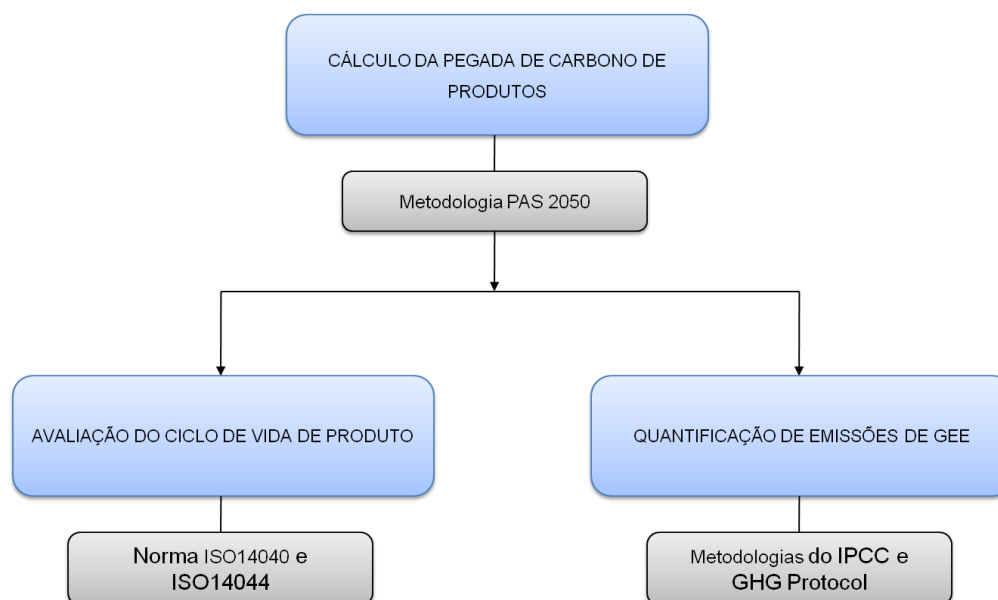 CÁLCULO DA PEGADA DE CARBONO DE
PRODUTOS
Metodologia PAS 2050
AVALIAÇÃO DO CICLO DE VIDA DE PRODUTO
QUANTIFICAÇÃO DE EMISSÕES DE GEE
Norma ISO14040 e
ISO14044
Metodologias do IPCC e
GHG Protocol